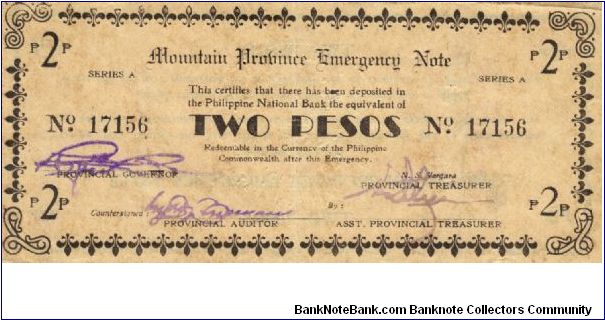 ₱2₱ ₱2₱
Mountain Province Emergency Note
SERIES A SERIES A
This certifies that there has been deposited in
the Philippine National Bank the equivalent of
Nº 17156 TWO PESOS Nº 17156
Redeemable in the Currency of the Philippine
Commonwealth after this Emergency.
PROVINCIAL GOVERNOR
N. S. Vergara
PROVINCIAL TREASURER
₱2₱ ₱2₱
Countersigned: By:
PROVINCIAL AUDITOR ASST. PROVINCIAL TREASURER
BankNoteBank.com Banknote Collectors Community